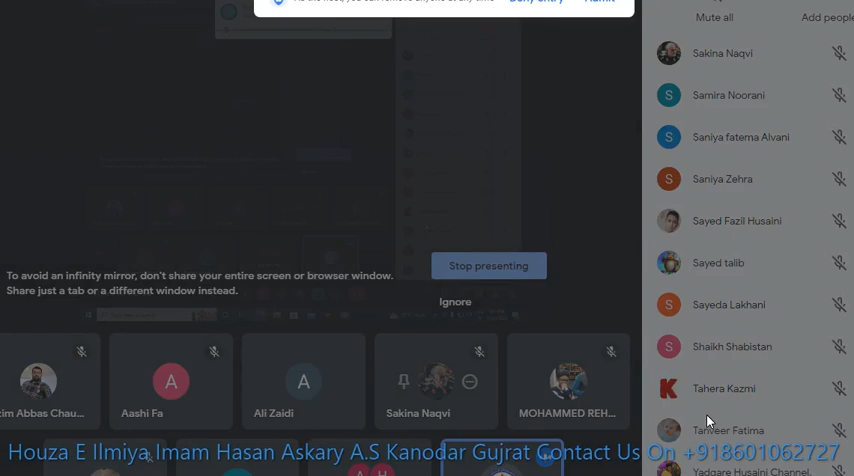 Deny entry Admit
Mute all Add people
Sakina Naqvi
Samira Noorani
Saniya fatema Alvani
Saniya Zehra
Sayed Fazil Husaini
Sayed talib
Sayeda Lakhani
Shaikh Shabistan
Tahera Kazmi
Tanveer Fatima
Yadgare Husaini Channel,
To avoid an infinity mirror, don't share your entire screen or browser window.
Share just a tab or a different window instead.
Stop presenting
Ignore
tim Abbas Chau...
Aashi Fa
Ali Zaidi
Sakina Naqvi
MOHAMMED REH...
Houza E Ilmiya Imam Hasan Askary A.S Kanodar Gujrat Contact Us On +918601062727